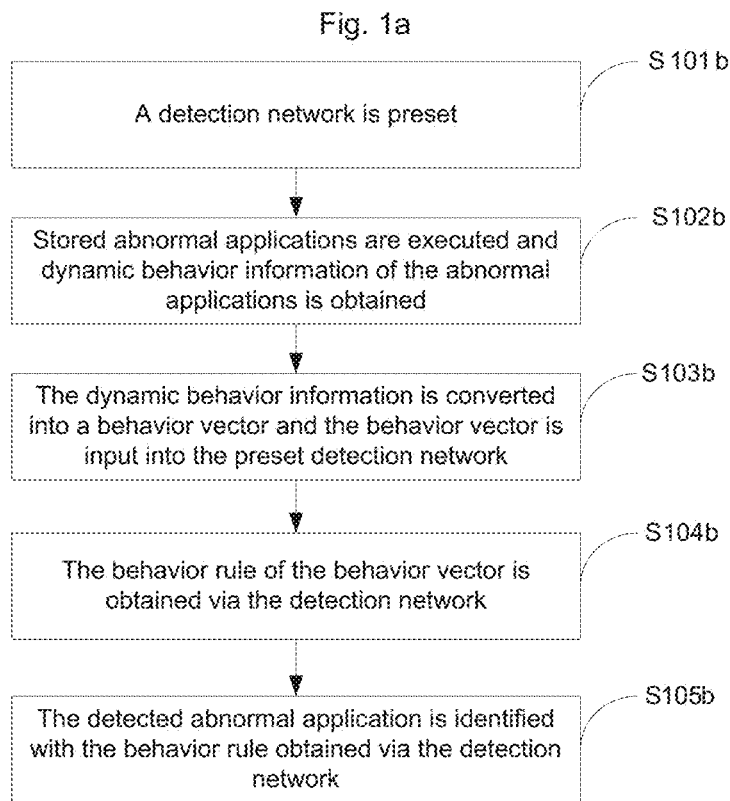 Fig. 1a
S101b
A detection network is preset
S102b
Stored abnormal applications are executed and
dynamic behavior information of the abnormal
applications is obtained
S103b
The dynamic behavior information is converted
into a behavior vector and the behavior vector is
input into the preset detection network
S104b
The behavior rule of the behavior vector is
obtained via the detection network
S105b
The detected abnormal application is identified
with the behavior rule obtained via the detection
network